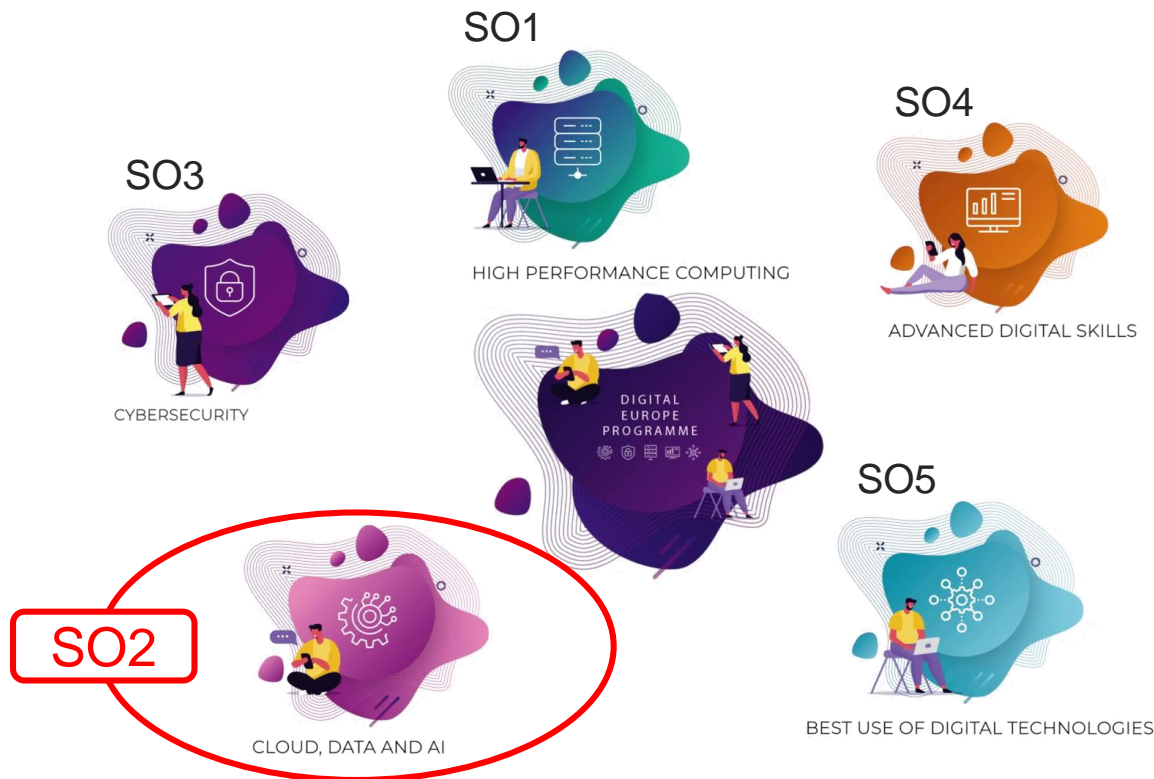 SO1
HIGH PERFORMANCE COMPUTING
SO4
ADVANCED DIGITAL SKILLS
SO3
CYBERSECURITY
DIGITAL
EUROPE
PROGRAMME
SO2
CLOUD, DATA AND AI
SO5
BEST USE OF DIGITAL TECHNOLOGIES